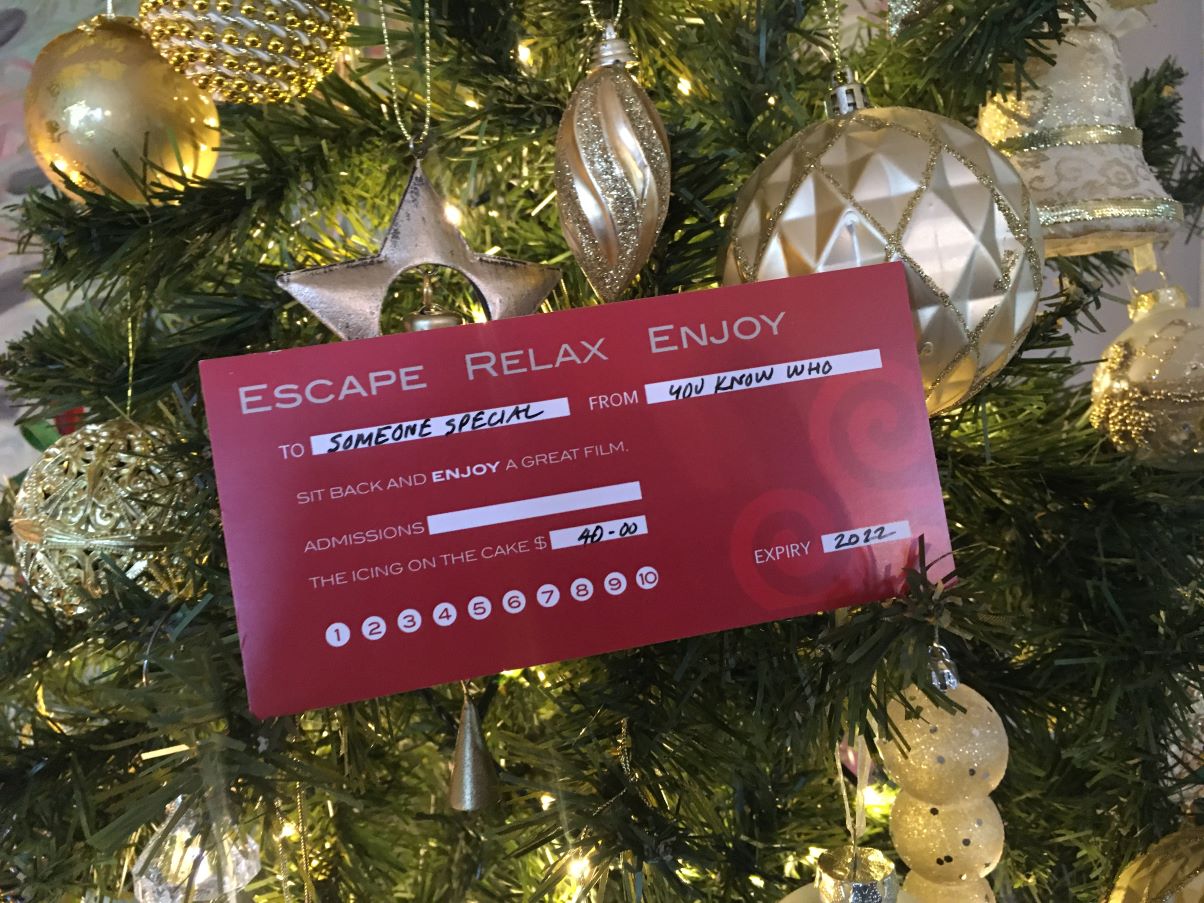 ESCAPE RELAX ENJOY
TO SOMEONE SPECIAL FROM YOU KNOW WHO
SIT BACK AND ENJOY A GREAT FILM.
ADMISSIONS
THE ICING ON THE CAKE $ 40-00 EXPIRY 2022
1 2 3 4 5 6 7 8 9 10